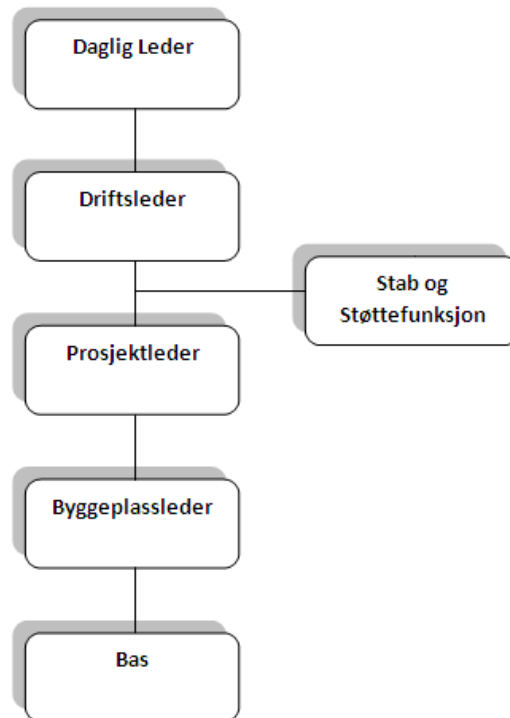 Daglig Leder
Driftsleder
Stab og
Støttefunksjon
Prosjektleder
Byggeplassleder
Bas